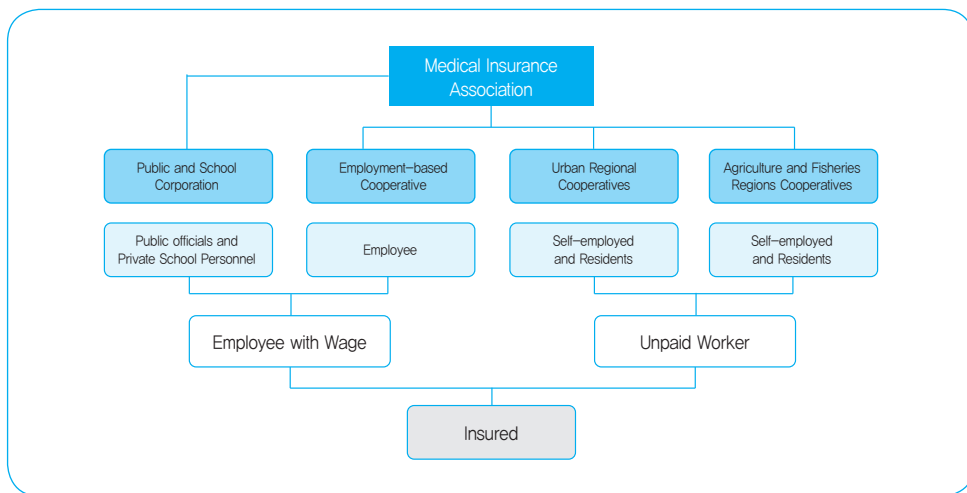 Medical Insurance
Association
Public and School
Corporation
Employment-based
Cooperative
Urban Regional
Cooperatives
Agriculture and Fisheries
Regions Cooperatives
Public officials and
Private School Personnel
Employee
Self-employed
and Residents
Self-employed
and Residents
Employee with Wage
Unpaid Worker
Insured